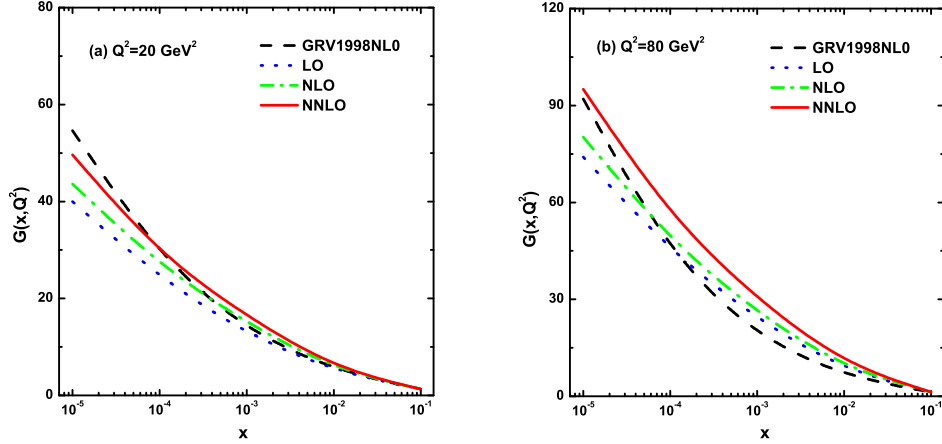 80
60
40
20
0
G(x,Q²)
(a) Q²=20 GeV²
GRV1998NL0
LO
NLO
NNLO
10⁻⁵ 10⁻⁴ 10⁻³ 10⁻² 10⁻¹
x
120
90
60
30
0
G(x,Q²)
(b) Q²=80 GeV²
GRV1998NL0
LO
NLO
NNLO
10⁻⁵ 10⁻⁴ 10⁻³ 10⁻² 10⁻¹
x